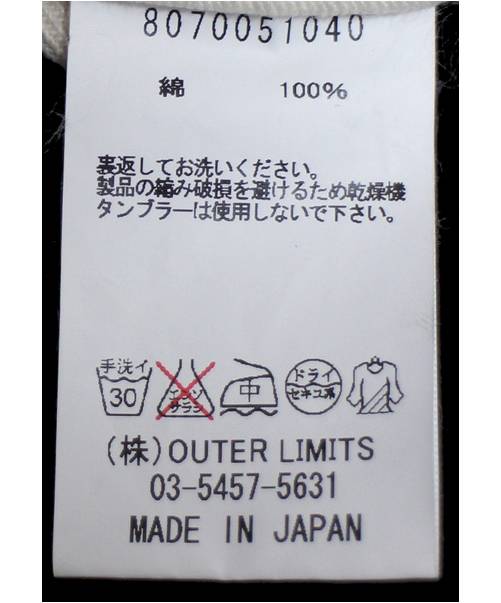 8070051040
綿 100%
裏返してお洗いください。
製品の縮み破損を避けるため乾燥機
タンブラーは使用しないで下さい。
手洗イ
30
エンソ
サラシ
中
ドライ
セキユ系
(株)OUTER LIMITS
03-5457-5631
MADE IN JAPAN